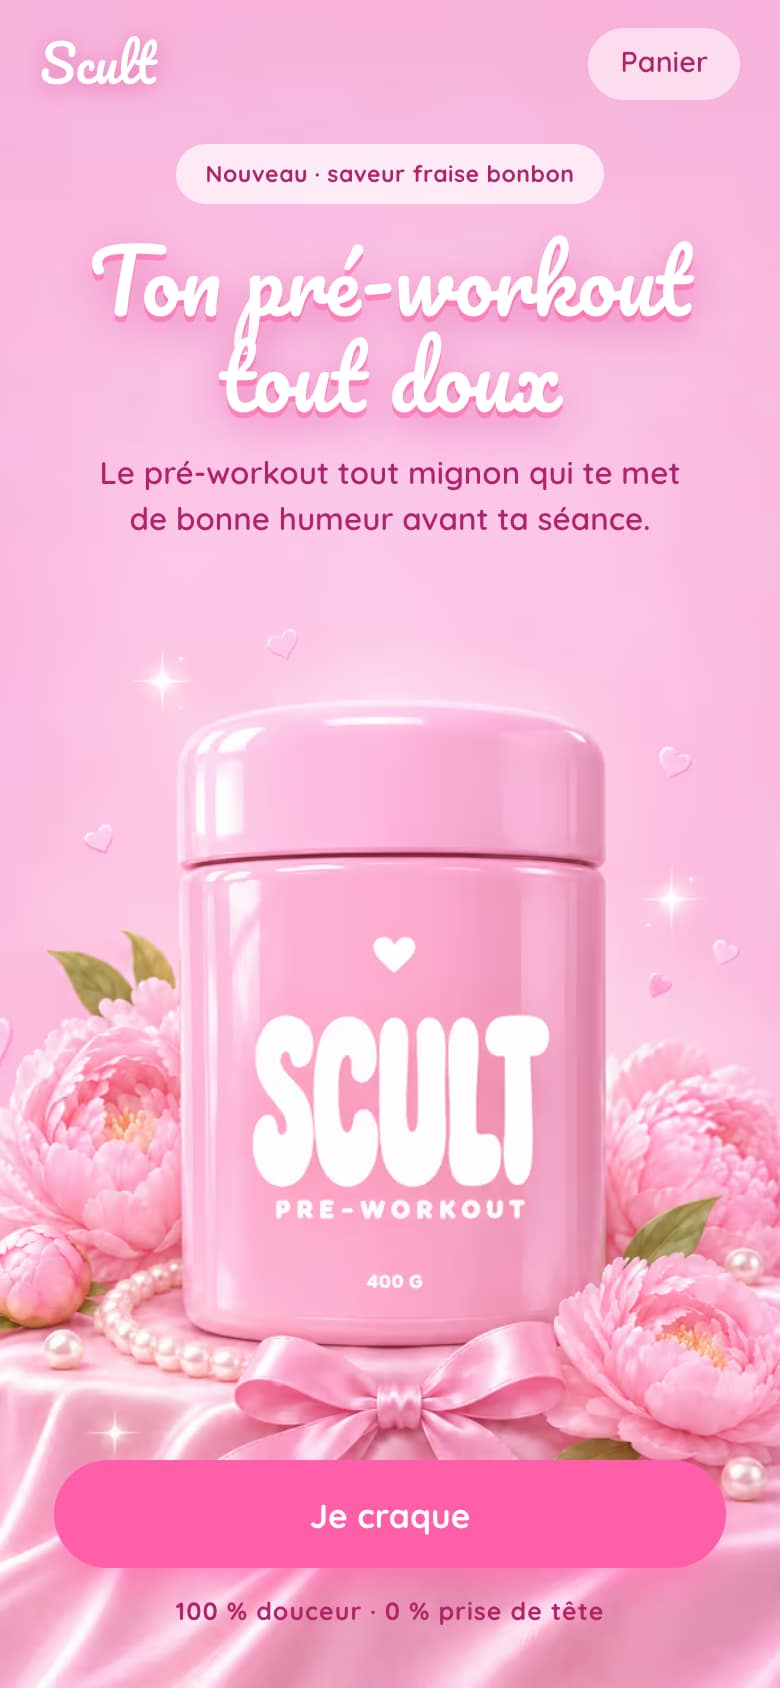 Scult
Panier
Nouveau · saveur fraise bonbon
Ton pré-workout
tout doux
Le pré-workout tout mignon qui te met
de bonne humeur avant ta séance.
SCULT
PRE-WORKOUT
400 G
Je craque
100 % douceur · 0 % prise de tête